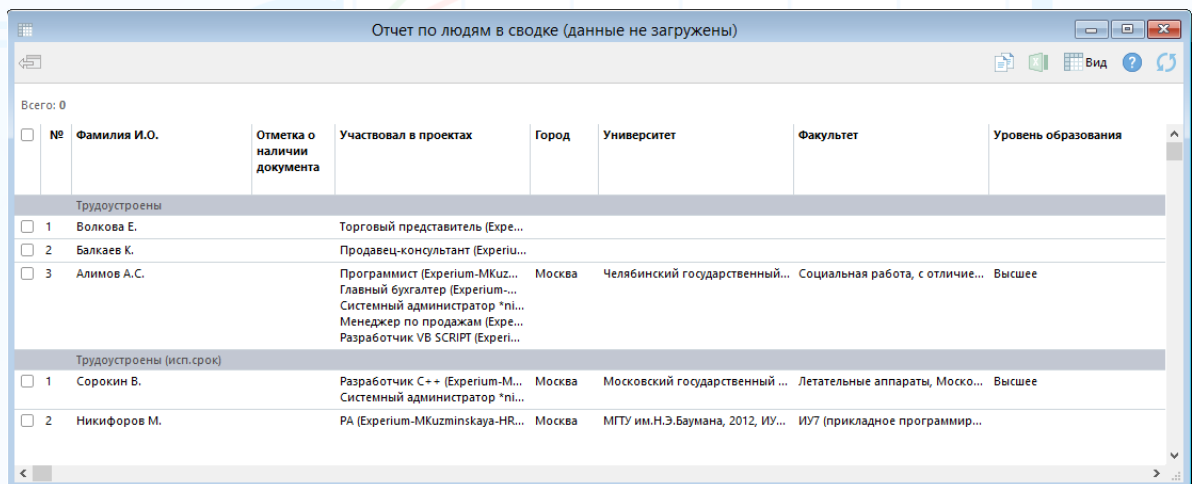 Отчет по людям в сводке (данные не загружены)
Вид
Всего: 0
№ Фамилия И.О. Отметка о наличии документа Участвовал в проектах Город Университет Факультет Уровень образования
Трудоустроены
1 Волкова Е. Торговый представитель (Expe...
2 Балкаев К. Продавец-консультант (Experiu...
3 Алимов А.С. Программист (Experium-MKuz... Москва Челябинский государственный... Социальная работа, с отличие... Высшее
Главный бухгалтер (Experium-...
Системный администратор *ni...
Менеджер по продажам (Expe...
Разработчик VB SCRIPT (Experi...
Трудоустроены (исп.срок)
1 Сорокин В. Разработчик C++ (Experium-M... Москва Московский государственный ... Летательные аппараты, Моско... Высшее
Системный администратор *ni...
2 Никифоров М. PA (Experium-MKuzminskaya-HR... Москва МГТУ им.Н.Э.Баумана, 2012, ИУ... ИУ7 (прикладное программир...